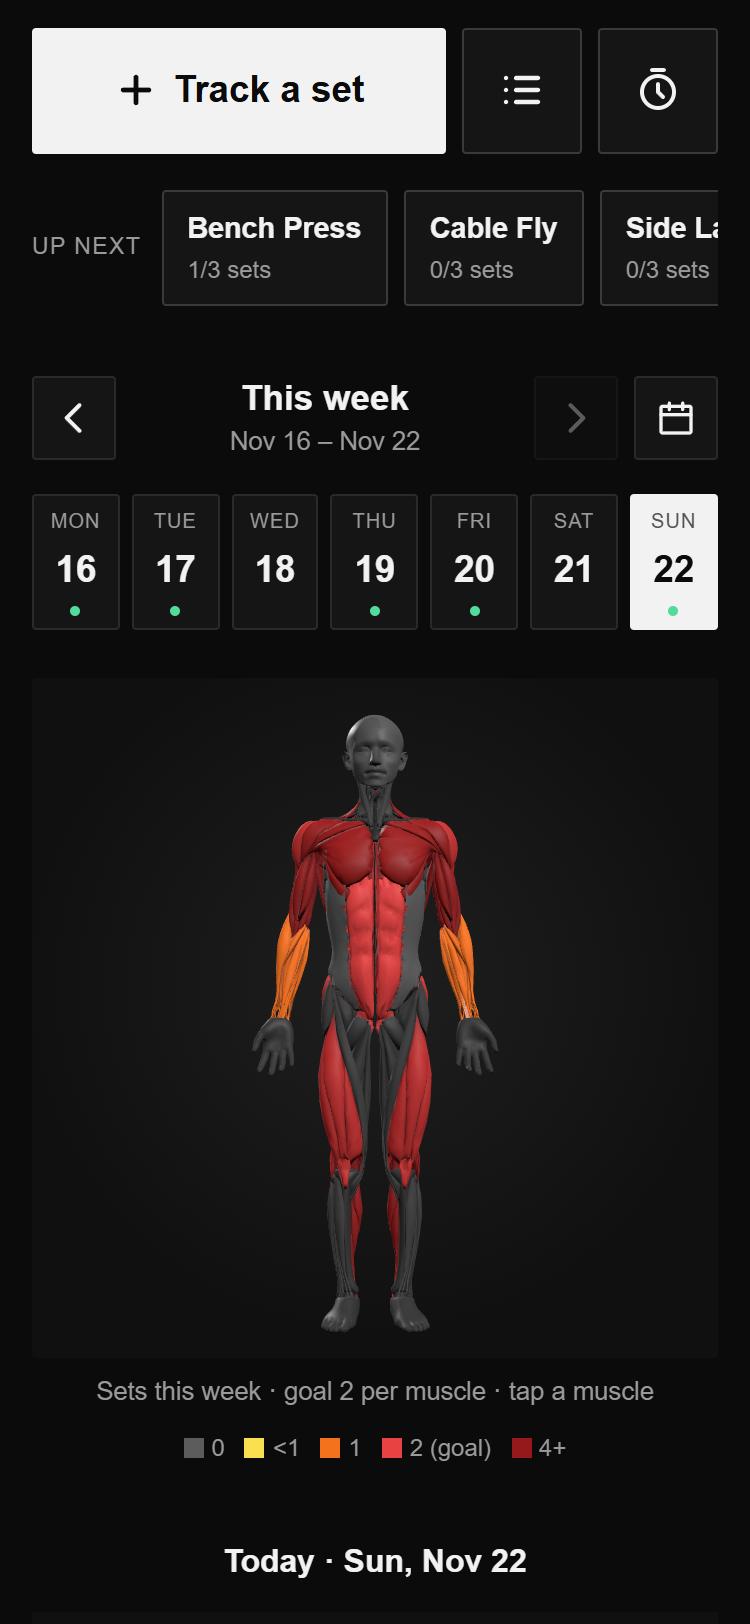 Track a set
UP NEXT
Bench Press
1/3 sets
Cable Fly
0/3 sets
Side
0/3 sets
This week
Nov 16 – Nov 22
MON TUE WED THU FRI SAT SUN
16 17 18 19 20 21 22
Sets this week · goal 2 per muscle · tap a muscle
0 <1 1 2 (goal) 4+
Today · Sun, Nov 22